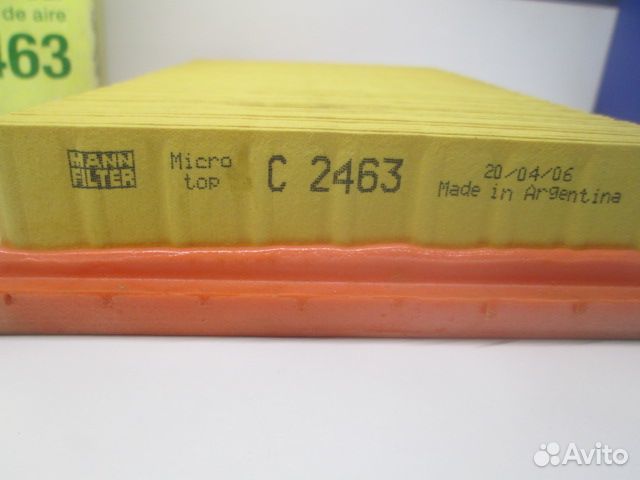 de aire
463
MANN
FILTER
Micro
top
C 2463
20/04/06
Made in Argentina
Avito